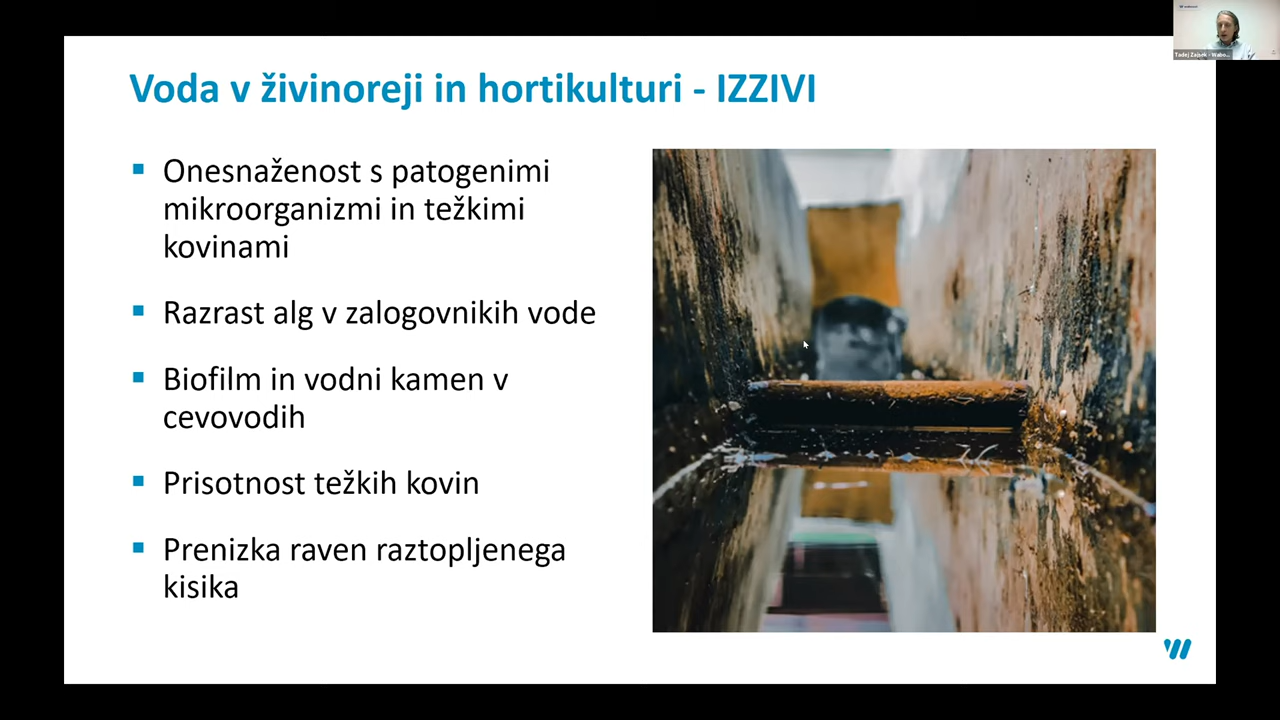 Voda v živinoreji in hortikulturi - IZZIVI
Onesnaženost s patogenimi
mikroorganizmi in težkimi
kovinami
Razrast alg v zalogovnikih vode
Biofilm in vodni kamen v
cevovodih
Prisotnost težkih kovin
Prenizka raven raztopljenega
kisika